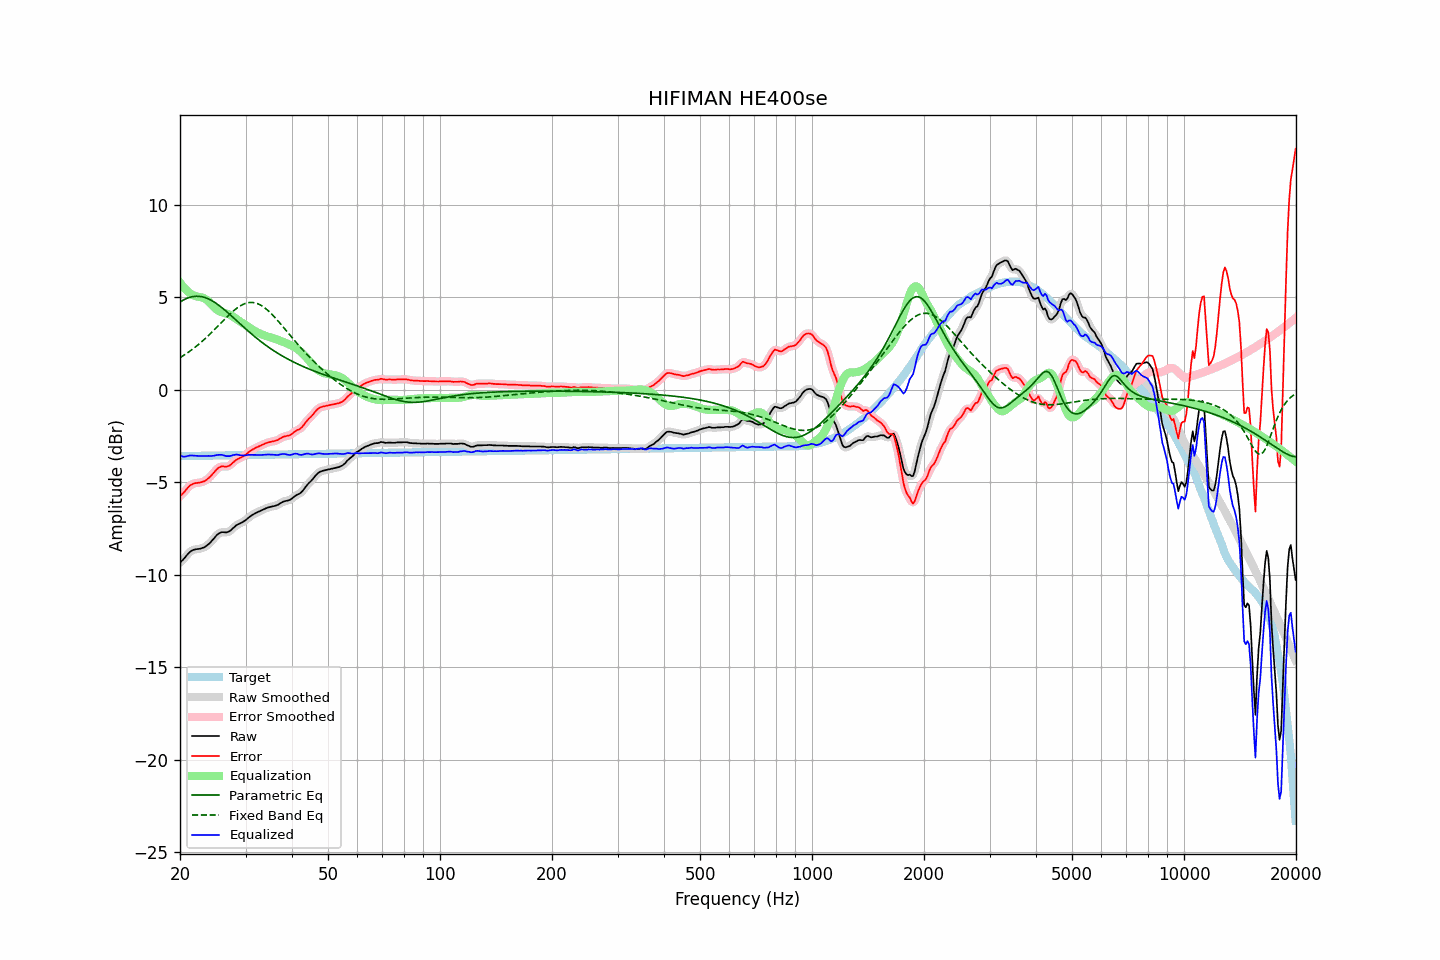 HIFIMAN HE400se
Amplitude (dBr)
10
5
0
−5
−10
−15
−20
−25
Target
Raw Smoothed
Error Smoothed
Raw
Error
Equalization
Parametric Eq
Fixed Band Eq
Equalized
20 50 100 200 500 1000 2000 5000 10000 20000
Frequency (Hz)